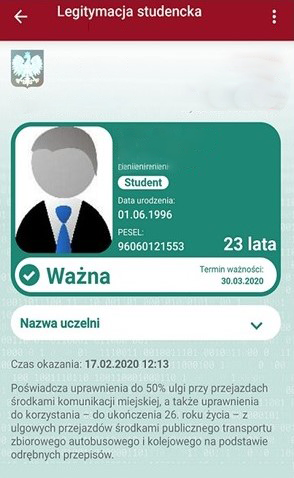 Legitymacja studencka
Student
Data urodzenia:
01.06.1996
PESEL:
96060121553
23 lata
Ważna
Termin ważności:
30.03.2020
Nazwa uczelni
Czas okazania: 17.02.2020 12:13
Poświadcza uprawnienia do 50% ulgi przy przejazdach
środkami komunikacji miejskiej, a także uprawnienia
do korzystania – do ukończenia 26. roku życia – z
ulgowych przejazdów środkami publicznego transportu
zbiorowego autobusowego i kolejowego na podstawie
odrębnych przepisów.